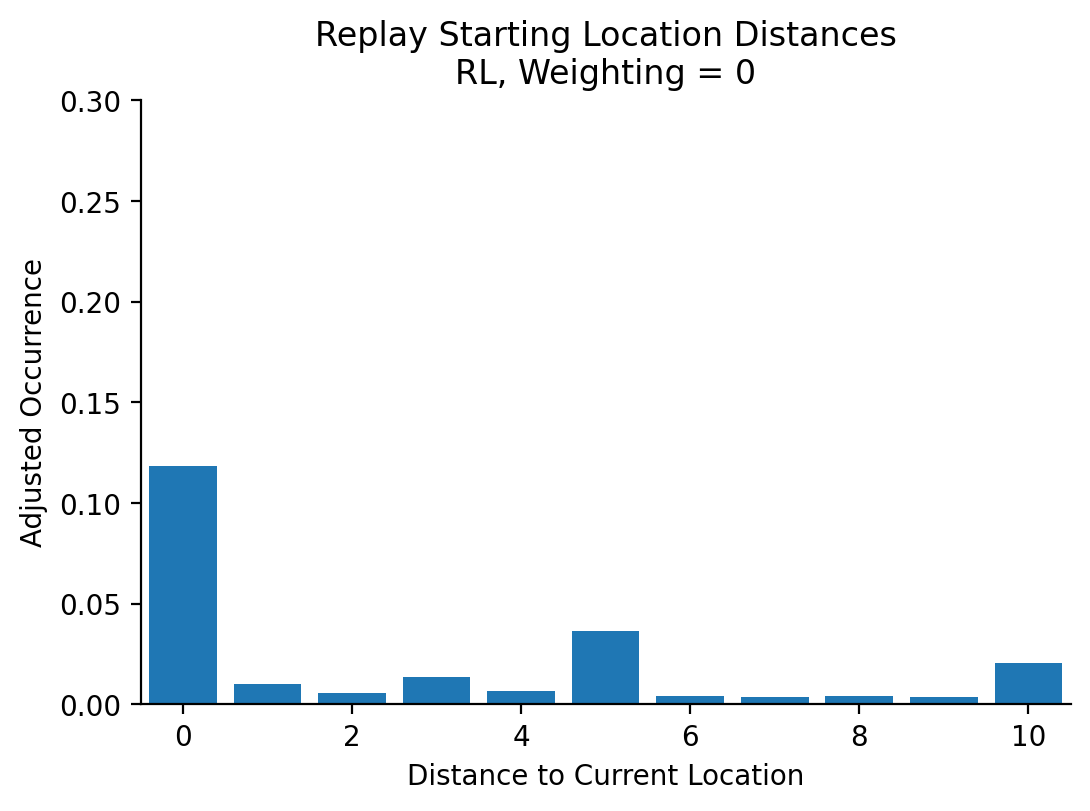 Replay Starting Location Distances
RL, Weighting = 0
0.30
0.25
0.20
0.15
0.10
0.05
0.00
Adjusted Occurrence
0 2 4 6 8 10
Distance to Current Location